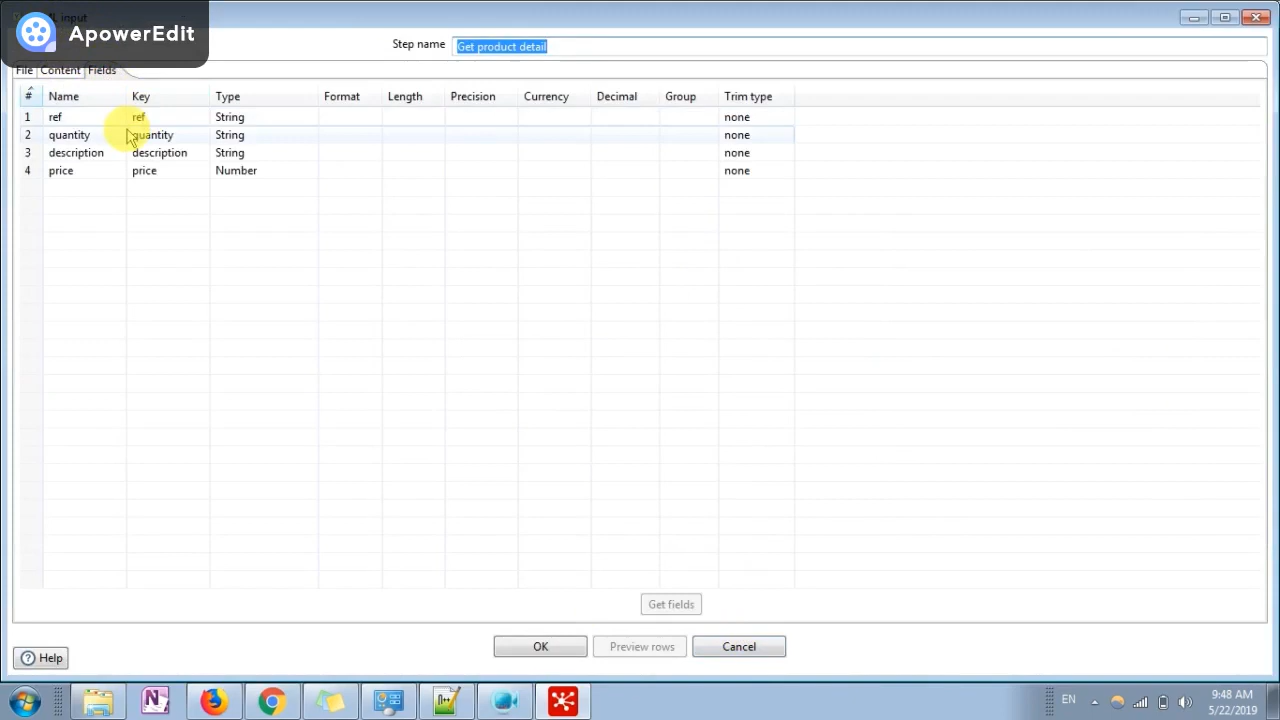 input
ApowerEdit
Step name Get product detail
File Content Fields
# Name Key Type Format Length Precision Currency Decimal Group Trim type
1 ref ref String none
2 quantity quantity String none
3 description description String none
4 price price Number none
Get fields
OK Preview rows Cancel
? Help
N
n++
EN
9:48 AM
5/22/2019